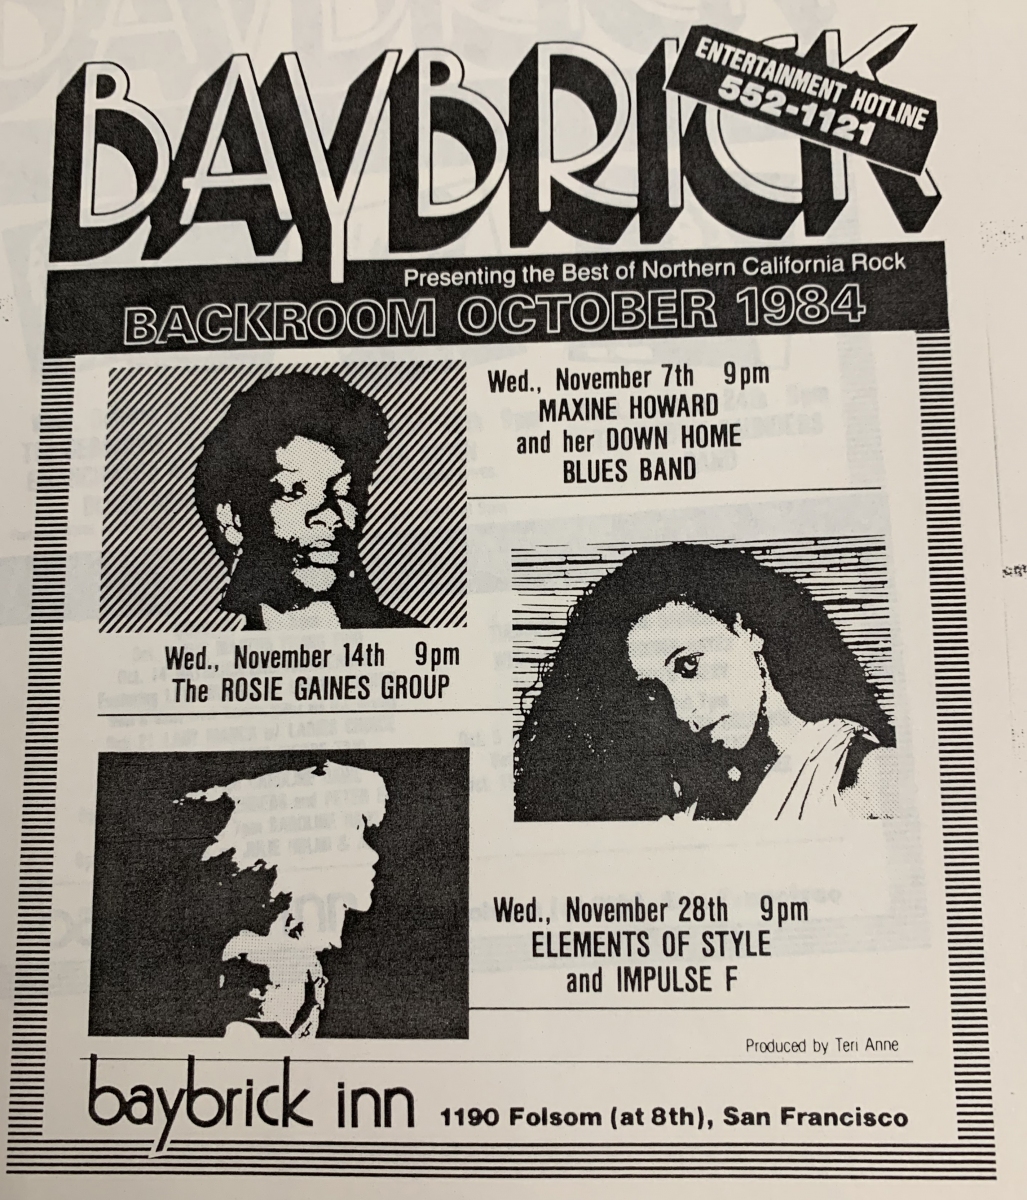 BAYBRICK
ENTERTAINMENT HOTLINE
552-1121
Presenting the Best of Northern California Rock
BACKROOM OCTOBER 1984
Wed., November 7th 9pm
MAXINE HOWARD
and her DOWN HOME
BLUES BAND
Wed., November 14th 9pm
The ROSIE GAINES GROUP
Wed., November 28th 9pm
ELEMENTS OF STYLE
and IMPULSE F
Produced by Teri Anne
baybrick inn 1190 Folsom (at 8th), San Francisco